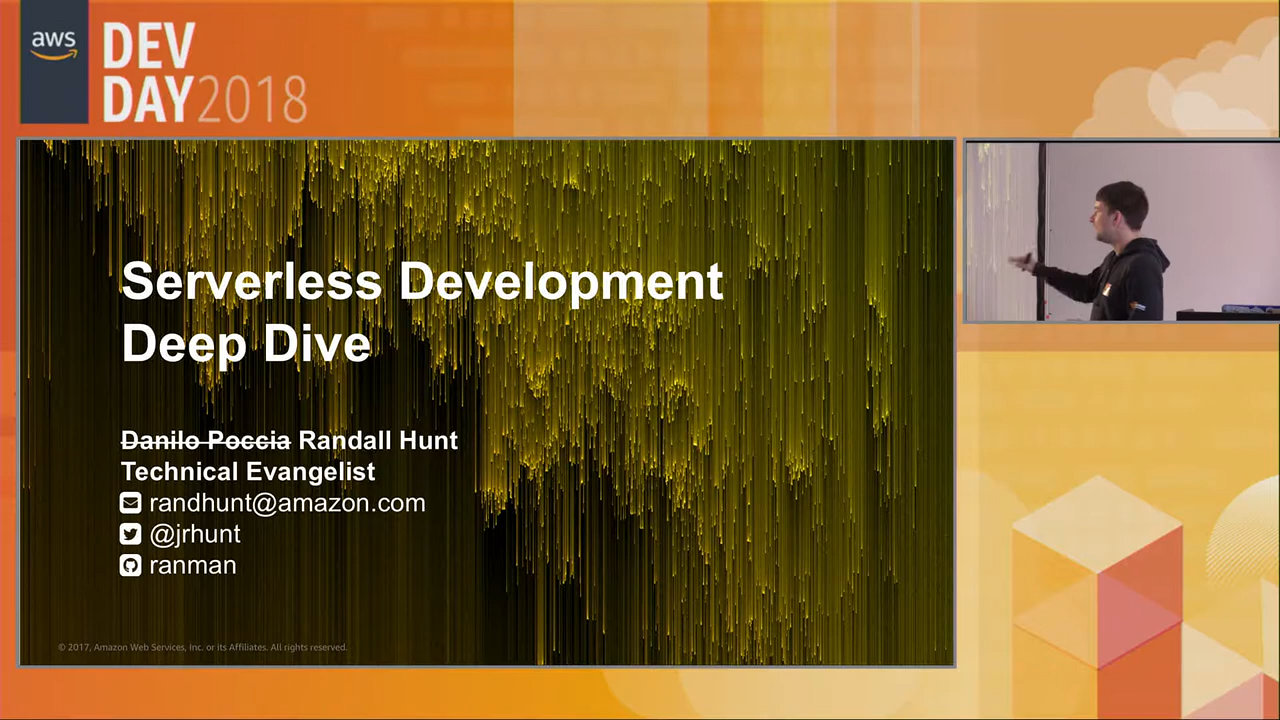 aws
DEV
DAY2018
Serverless Development
Deep Dive
Danilo Poccia Randall Hunt
Technical Evangelist
randhunt@amazon.com
@jrhunt
ranman
© 2017, Amazon Web Services, Inc. or its Affiliates. All rights reserved.